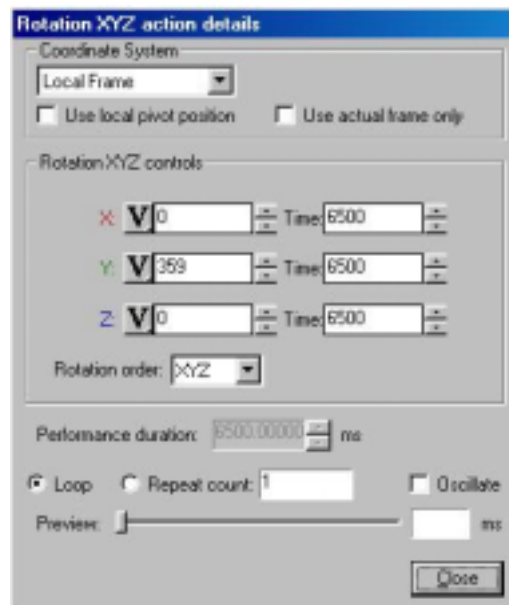 Rotation XYZ action details
Coordinate System
Local Frame
Use local pivot position Use actual frame only
Rotation XYZ controls
X: V 0 Time: 6500
Y: V 359 Time: 6500
Z: V 0 Time: 6500
Rotation order: XYZ
Performance duration: 6500.00000 ms
Loop Repeat count: 1 Oscillate
Preview: ms
Close